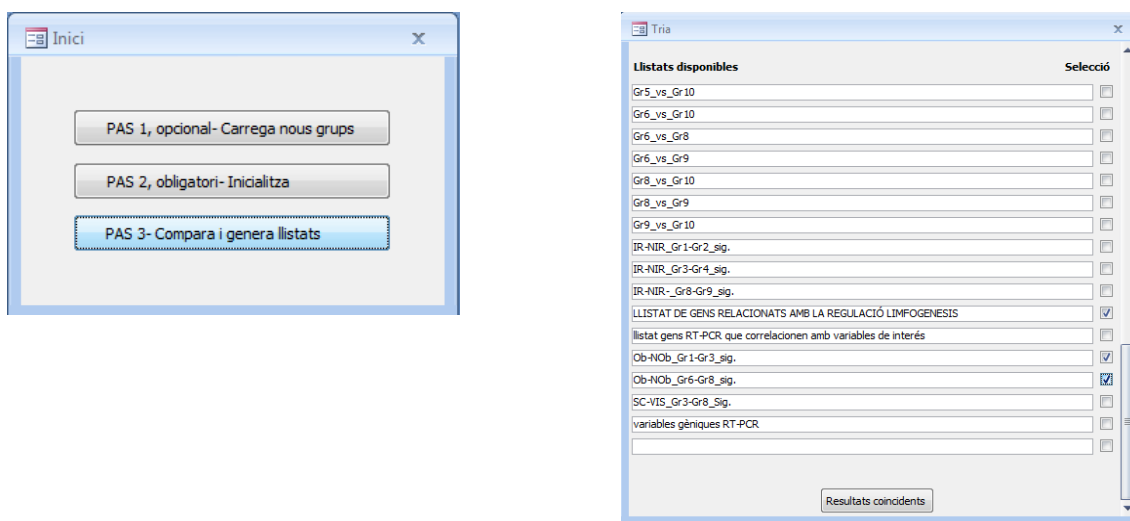 Inici
x
PAS 1, opcional- Carrega nous grups
PAS 2, obligatori- Inicialitza
PAS 3- Compara i genera llistats
Tria
x
Llistats disponibles Selecció
Gr5_vs_Gr10
Gr6_vs_Gr10
Gr6_vs_Gr8
Gr6_vs_Gr9
Gr8_vs_Gr10
Gr8_vs_Gr9
Gr9_vs_Gr10
IR-NIR_Gr1-Gr2_sig.
IR-NIR_Gr3-Gr4_sig.
IR-NIR-_Gr8-Gr9_sig.
LLISTAT DE GENS RELACIONATS AMB LA REGULACIÓ LIMFOGENESIS
llistat gens RT-PCR que correlacionen amb variables de interés
Ob-NOb_Gr1-Gr3_sig.
Ob-NOb_Gr6-Gr8_sig.
SC-VIS_Gr3-Gr8_Sig.
variables gèniques RT-PCR
Resultats coincidents